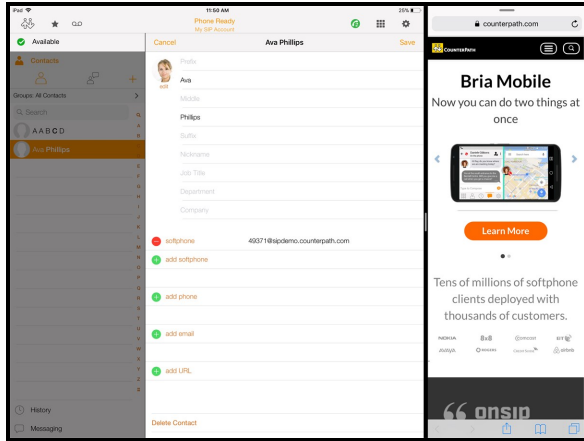 iPad
11:50 AM
25%
Phone Ready
My SIP Account
Available
Contacts
Groups: All Contacts
Search
A A B C D
Ava Phillips
History
Messaging
Cancel
Ava Phillips
Save
edit
Prefix
Ava
Middle
Phillips
Suffix
Nickname
Job Title
Department
Company
softphone 49371@sipdemo.counterpath.com
add softphone
add phone
add email
add URL
Delete Contact
counterpath.com
COUNTERPATH
Bria Mobile
Now you can do two things at
once
Learn More
Tens of millions of softphone
clients deployed with
thousands of customers.
NOKIA 8x8 Comcast BT
AVAYA ROGERS airbnb
onsip